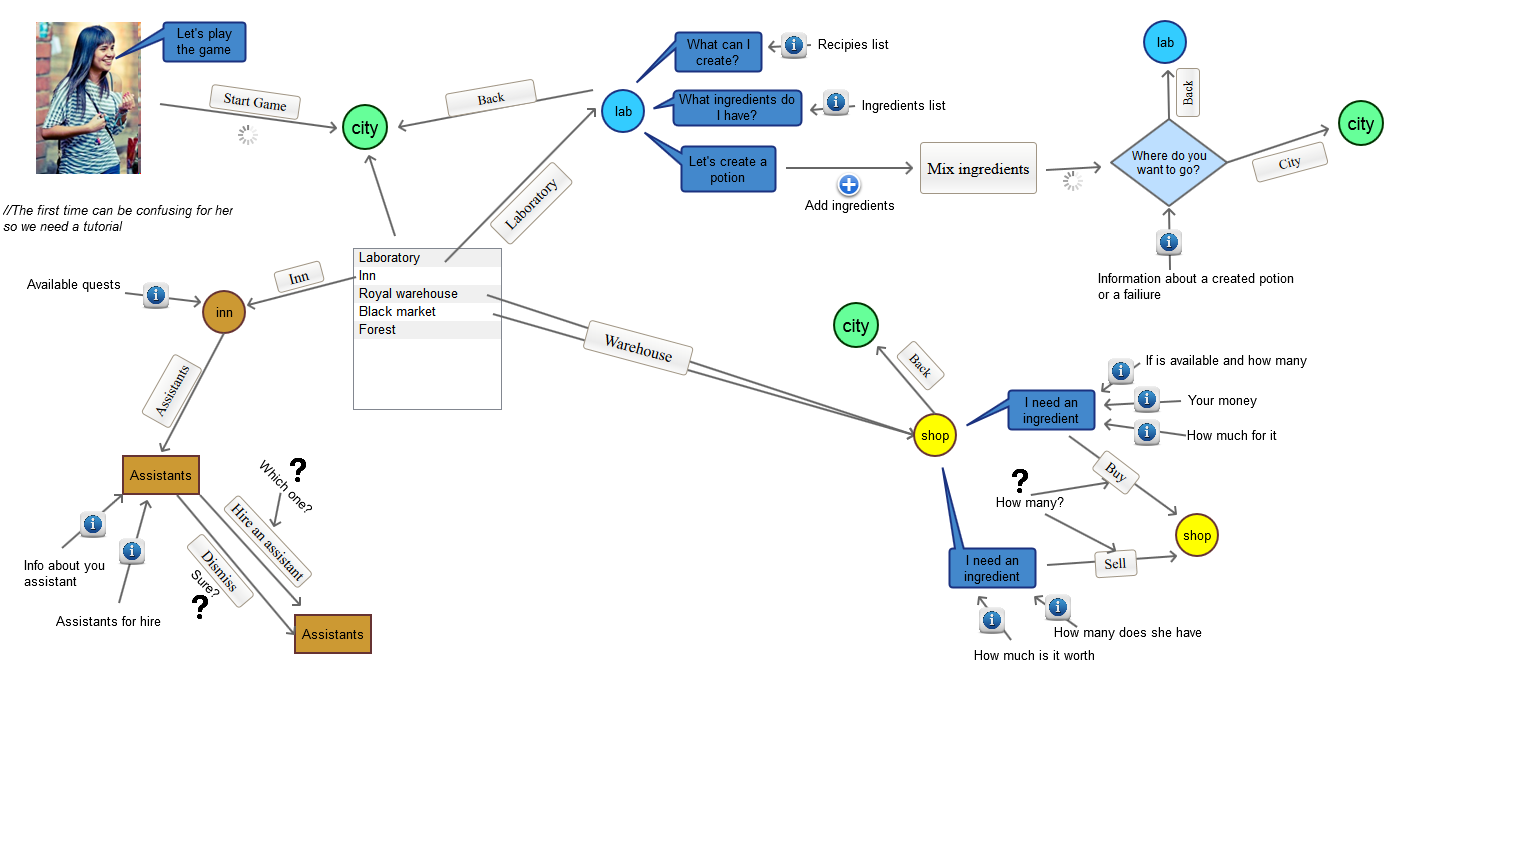 Let's play
the game
Start Game
city
Back
lab
What can I
create?
Recipies list
What ingredients do
I have?
Ingredients list
Let's create a
potion
Add ingredients
Mix ingredients
lab
Back
Where do you
want to go?
City
city
Information about a created potion
or a failiure
//The first time can be confusing for her
so we need a tutorial
Laboratory
Laboratory
Inn
Royal warehouse
Black market
Forest
Inn
Available quests
inn
Assistants
Assistants
Info about you
assistant
Assistants for hire
?
Which one?
Hire an assistant
Dismiss
Sure?
?
Assistants
Warehouse
city
Back
shop
I need an
ingredient
If is available and how many
Your money
How much for it
Buy
?
How many?
shop
Sell
I need an
ingredient
How many does she have
How much is it worth